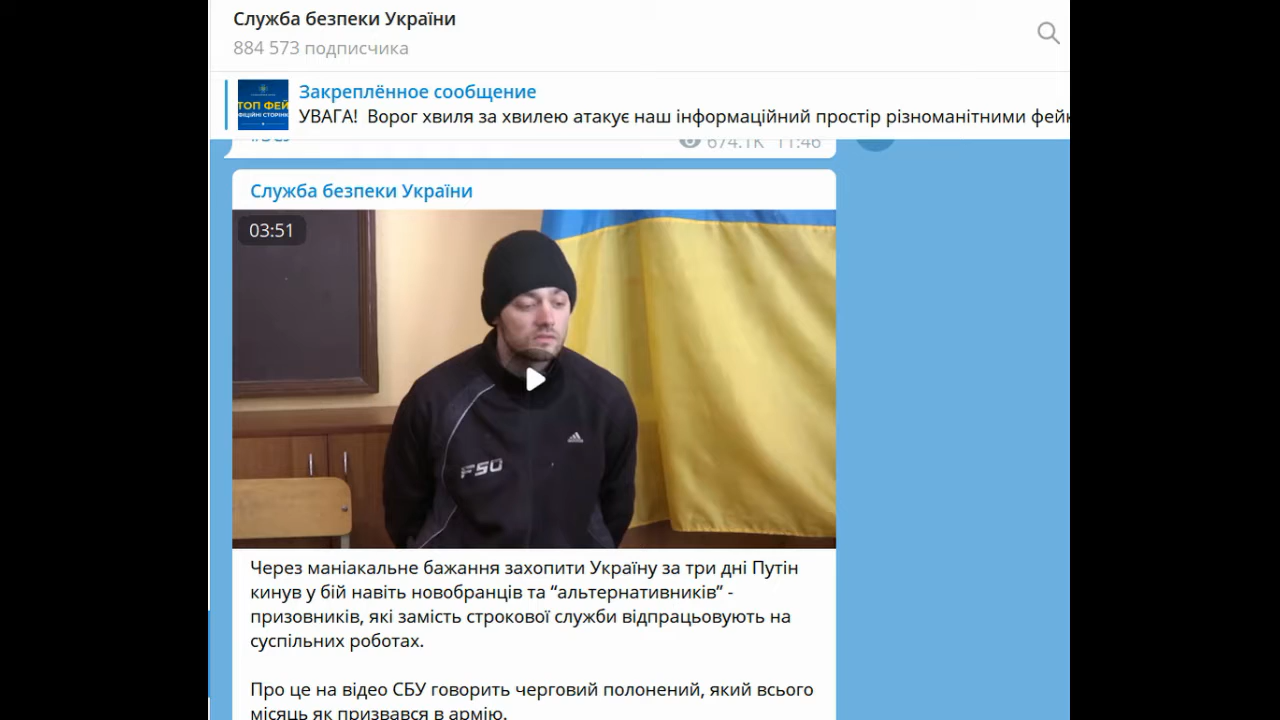 Служба безпеки України
884 573 подписчика
Закреплённое сообщение
ТОП ФЕЙ
УВАГА!  Ворог хвиля за хвилею атакує наш інформаційний простір різноманітними фей
674.1K 11:46
Служба безпеки України
03:51
FSO
Через маніакальне бажання захопити Україну за три дні Путін
кинув у бій навіть новобранців та “альтернативників” -
призовників, які замість строкової служби відпрацьовують на
суспільних роботах.
Про це на відео СБУ говорить черговий полонений, який всього
місяць як призвався в армію.